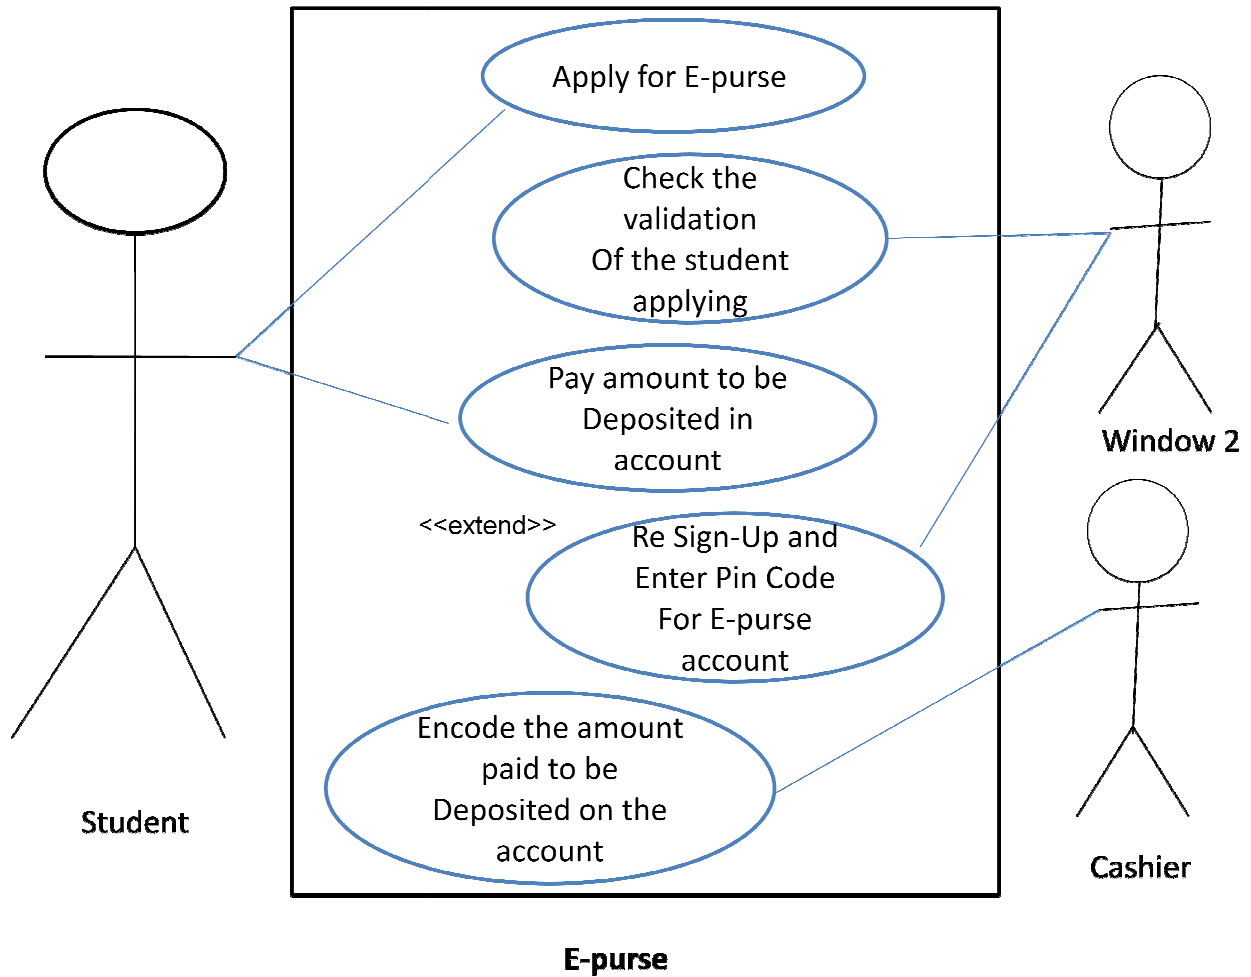 Apply for E-purse
Check the
validation
Of the student
applying
Pay amount to be
Deposited in
account
<<extend>>
Re Sign-Up and
Enter Pin Code
For E-purse
account
Encode the amount
paid to be
Deposited on the
account
Student
Window 2
Cashier
E-purse